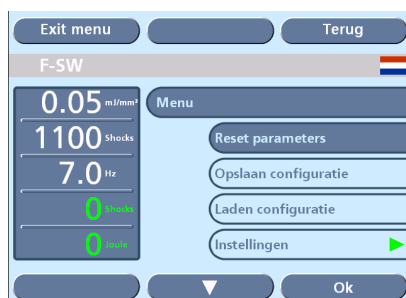 Exit menu
Terug
F-SW
0.05 mJ/mm²
Menu
1100 Shocks
Reset parameters
7.0 Hz
Opslaan configuratie
0 Shocks
Laden configuratie
0 Joule
Instellingen
Ok